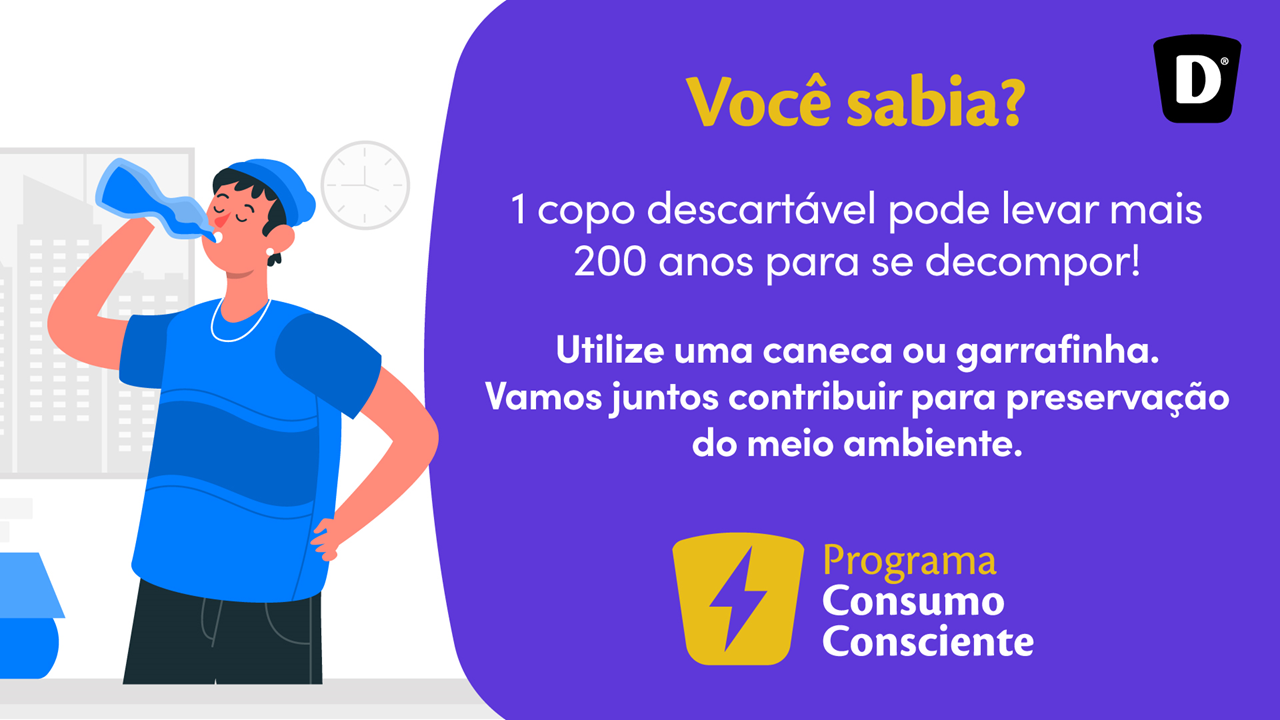 Você sabia?
D®
1 copo descartável pode levar mais
200 anos para se decompor!
Utilize uma caneca ou garrafinha.
Vamos juntos contribuir para preservação
do meio ambiente.
Programa
Consumo
Consciente